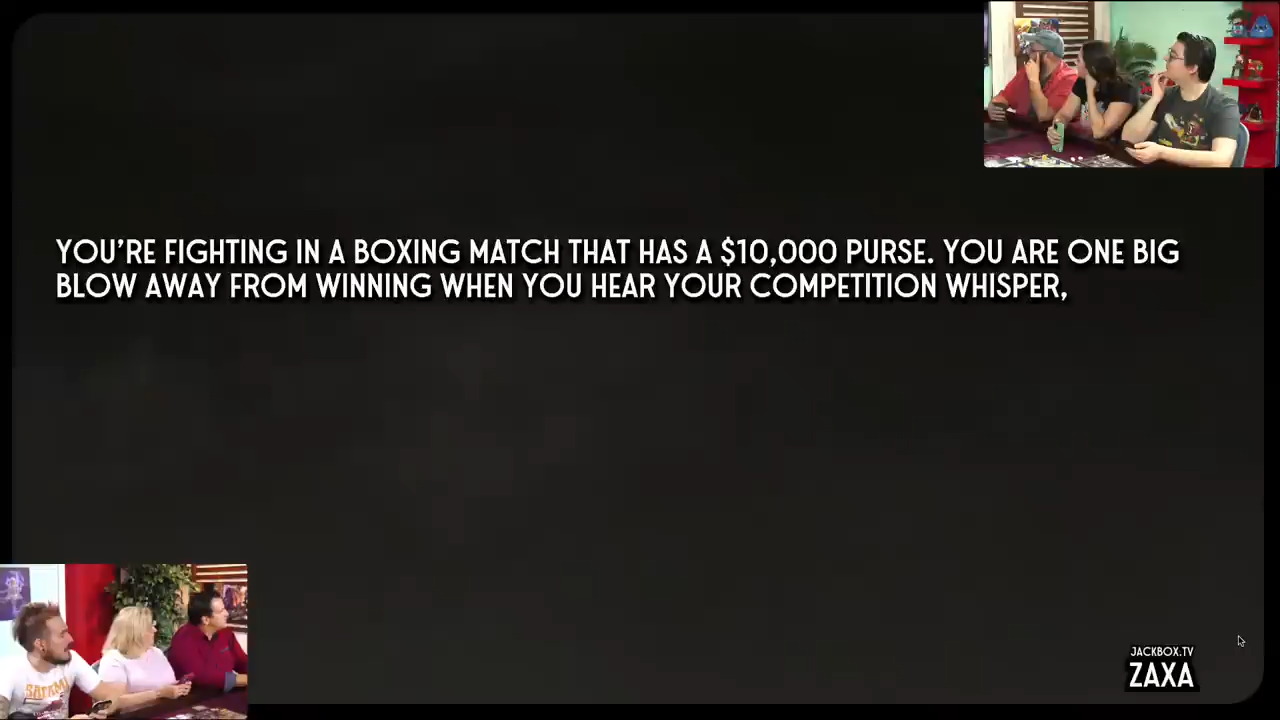 YOU'RE FIGHTING IN A BOXING MATCH THAT HAS A $10,000 PURSE. YOU ARE ONE BIG
BLOW AWAY FROM WINNING WHEN YOU HEAR YOUR COMPETITION WHISPER,
JACKBOX.TV
ZAXA